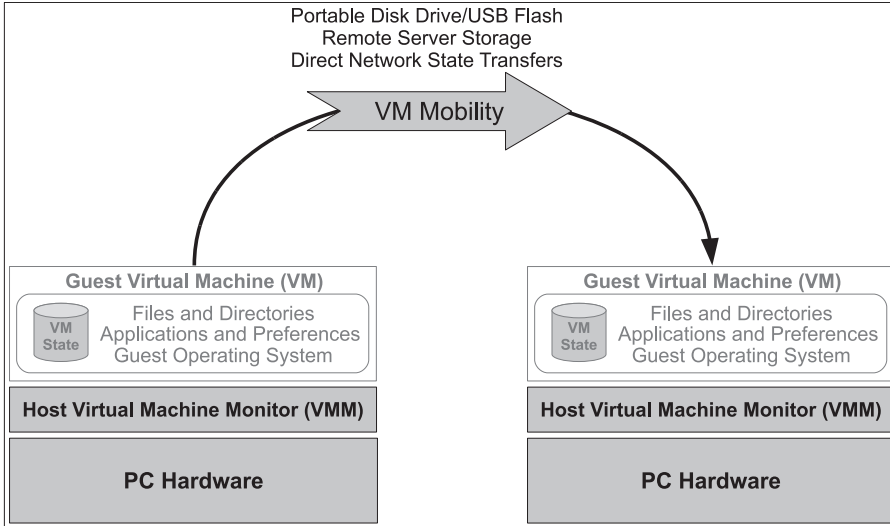 Portable Disk Drive/USB Flash
Remote Server Storage
Direct Network State Transfers
VM Mobility
Guest Virtual Machine (VM)
VM
State
Files and Directories
Applications and Preferences
Guest Operating System
Host Virtual Machine Monitor (VMM)
PC Hardware
Guest Virtual Machine (VM)
VM
State
Files and Directories
Applications and Preferences
Guest Operating System
Host Virtual Machine Monitor (VMM)
PC Hardware